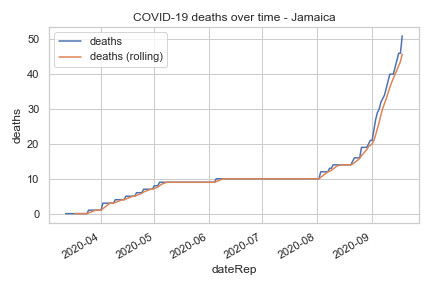 COVID-19 deaths over time - Jamaica
deaths
deaths (rolling)
50
40
30
20
10
0
deaths
2020-04
2020-05
2020-06
2020-07
2020-08
2020-09
dateRep